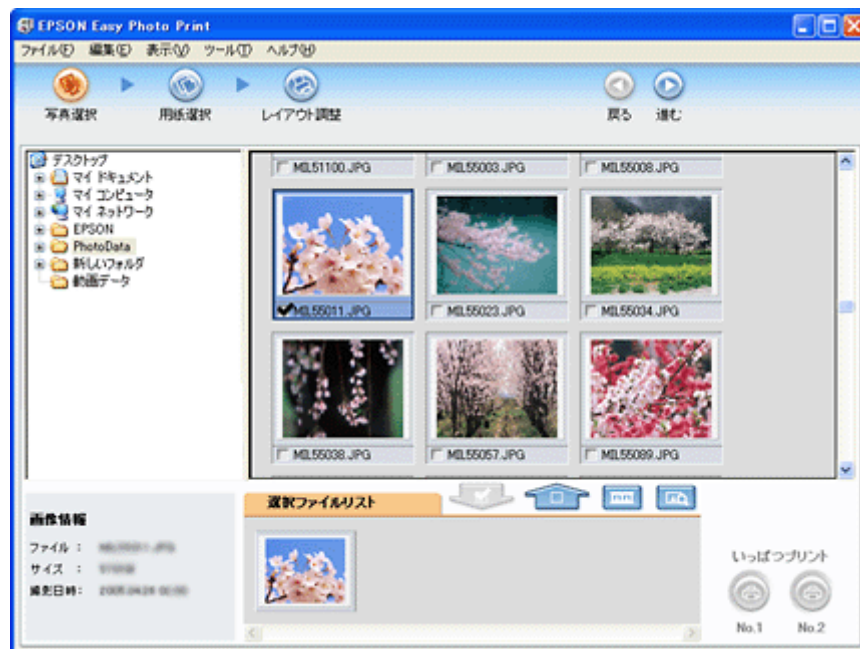 EPSON Easy Photo Print
ファイル(F) 編集(E) 表示(V) ツール(T) ヘルプ(H)
写真選択 用紙選択 レイアウト調整 戻る 進む
デスクトップ
マイ ドキュメント
マイ コンピュータ
マイ ネットワーク
EPSON
PhotoData
新しいフォルダ
動画データ
MIL51100.JPG MIL55003.JPG MIL55008.JPG
MIL55011.JPG MIL55023.JPG MIL55034.JPG
MIL55038.JPG MIL55057.JPG MIL55089.JPG
選択ファイルリスト
画像情報
ファイル :
サイズ :
撮影日時:
いっぱつプリント
No.1 No.2